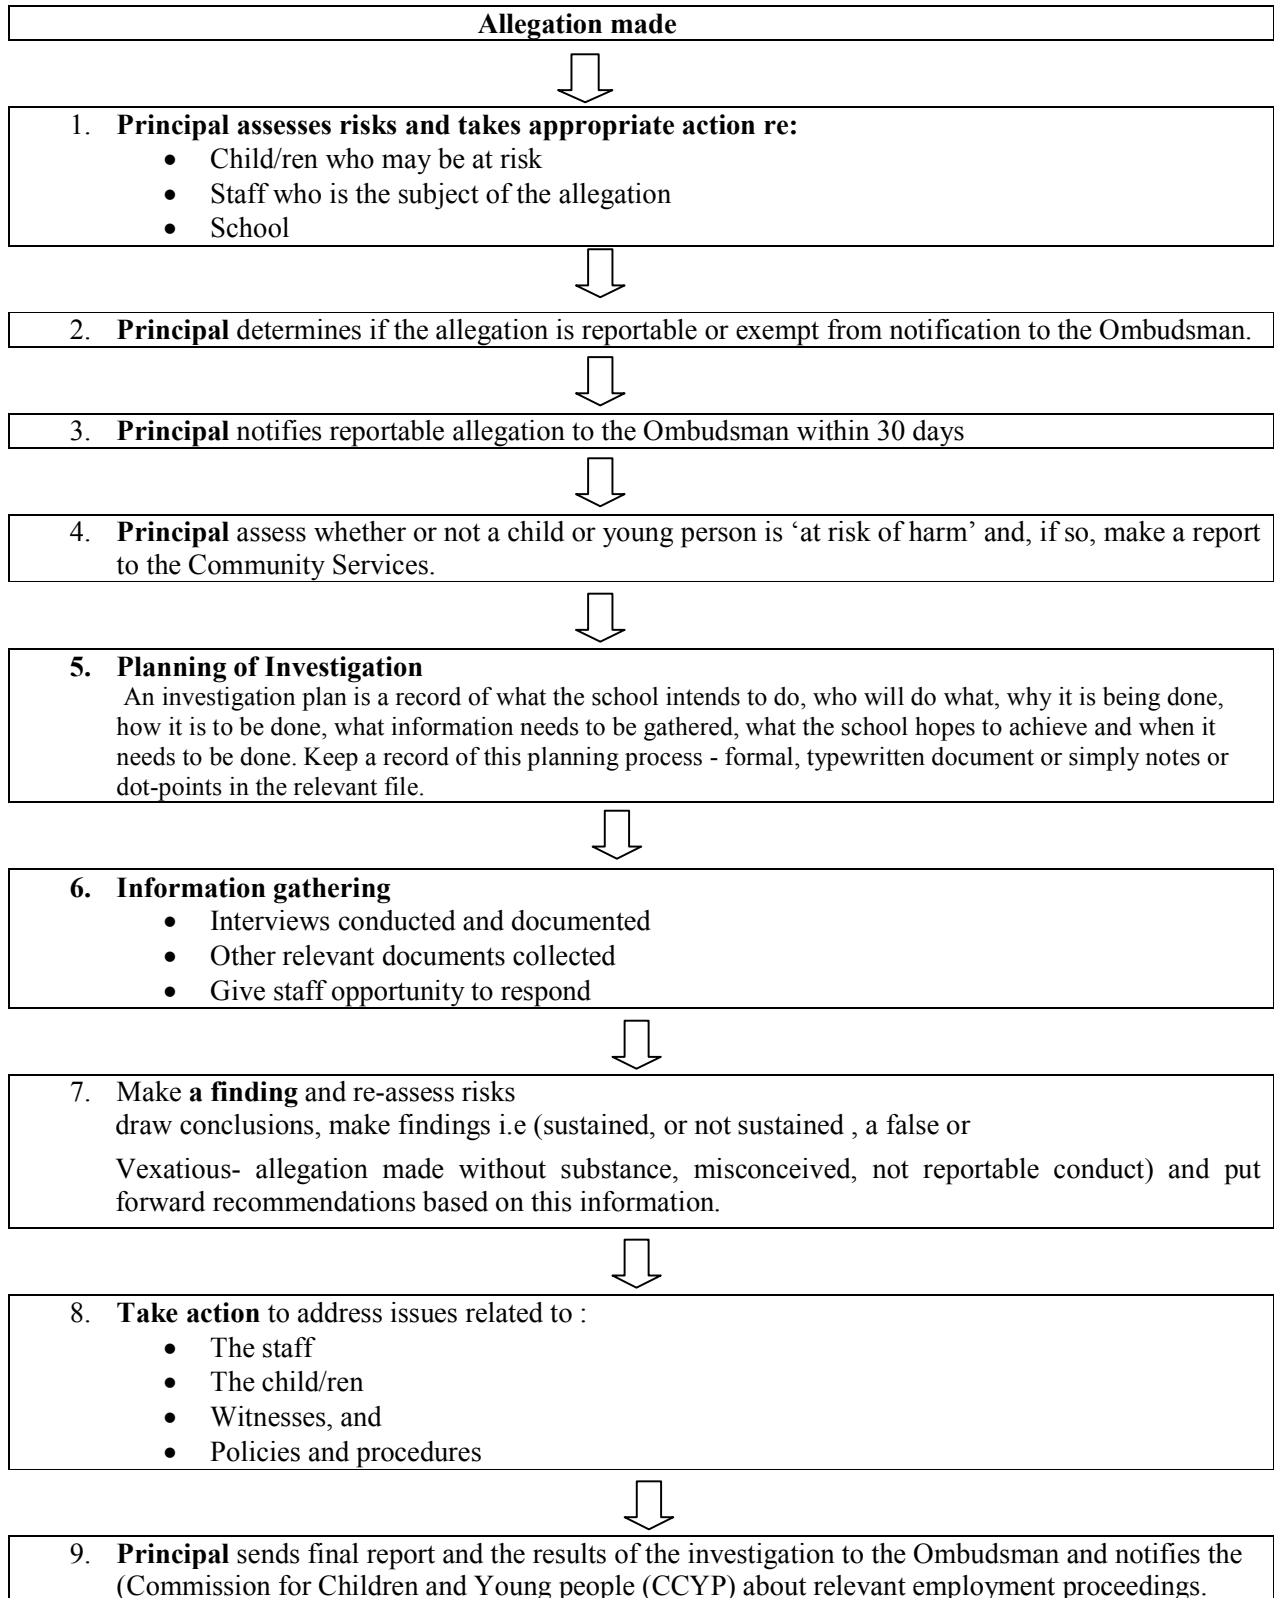 Allegation made
1. Principal assesses risks and takes appropriate action re:
• Child/ren who may be at risk
• Staff who is the subject of the allegation
• School
2. Principal determines if the allegation is reportable or exempt from notification to the Ombudsman.
3. Principal notifies reportable allegation to the Ombudsman within 30 days
4. Principal assess whether or not a child or young person is ‘at risk of harm’ and, if so, make a report
to the Community Services.
5. Planning of Investigation
An investigation plan is a record of what the school intends to do, who will do what, why it is being done,
how it is to be done, what information needs to be gathered, what the school hopes to achieve and when it
needs to be done. Keep a record of this planning process - formal, typewritten document or simply notes or
dot-points in the relevant file.
6. Information gathering
• Interviews conducted and documented
• Other relevant documents collected
• Give staff opportunity to respond
7. Make a finding and re-assess risks
draw conclusions, make findings i.e (sustained, or not sustained , a false or
Vexatious- allegation made without substance, misconceived, not reportable conduct) and put
forward recommendations based on this information.
8. Take action to address issues related to :
• The staff
• The child/ren
• Witnesses, and
• Policies and procedures
9. Principal sends final report and the results of the investigation to the Ombudsman and notifies the
(Commission for Children and Young people (CCYP) about relevant employment proceedings.